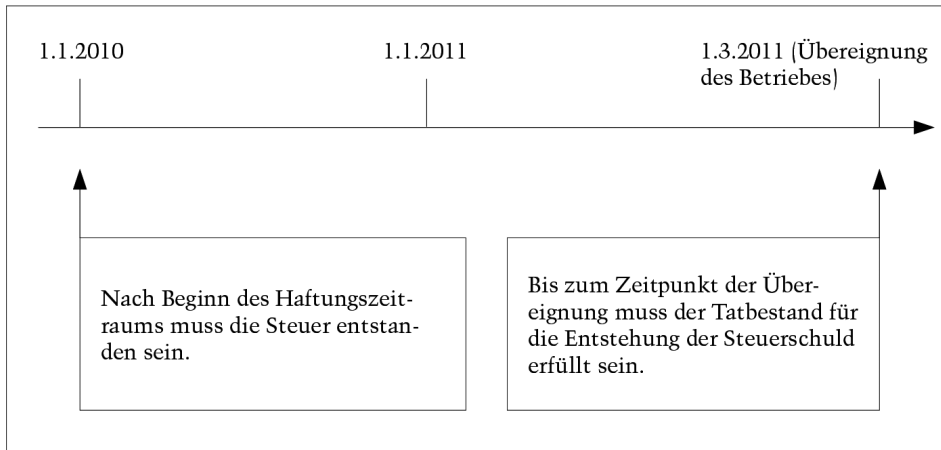 1.1.2010
1.1.2011
1.3.2011 (Übereignung
des Betriebes)
Nach Beginn des Haftungszeit-
raums muss die Steuer entstan-
den sein.
Bis zum Zeitpunkt der Über-
eignung muss der Tatbestand für
die Entstehung der Steuerschuld
erfüllt sein.